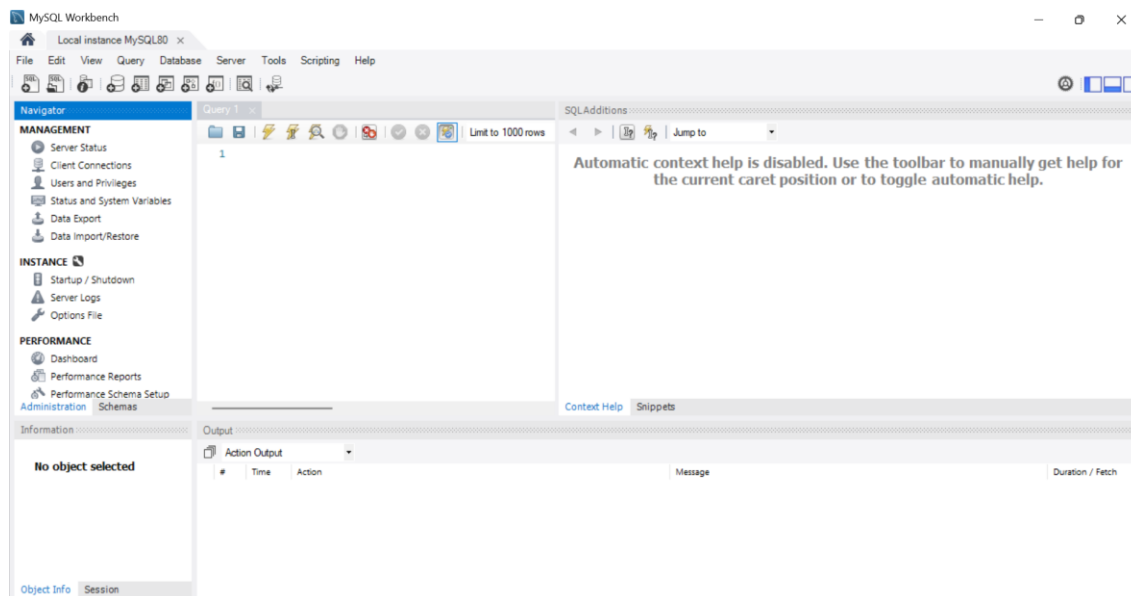 MySQL Workbench
Local instance MySQL80
File Edit View Query Database Server Tools Scripting Help
Navigator
MANAGEMENT
Server Status
Client Connections
Users and Privileges
Status and System Variables
Data Export
Data Import/Restore
INSTANCE
Startup / Shutdown
Server Logs
Options File
PERFORMANCE
Dashboard
Performance Reports
Performance Schema Setup
Administration Schemas
Query 1
Limit to 1000 rows
1
SQLAdditions
Jump to
Automatic context help is disabled. Use the toolbar to manually get help for
the current caret position or to toggle automatic help.
Context Help Snippets
Information
No object selected
Object Info Session
Output
Action Output
# Time Action Message Duration / Fetch